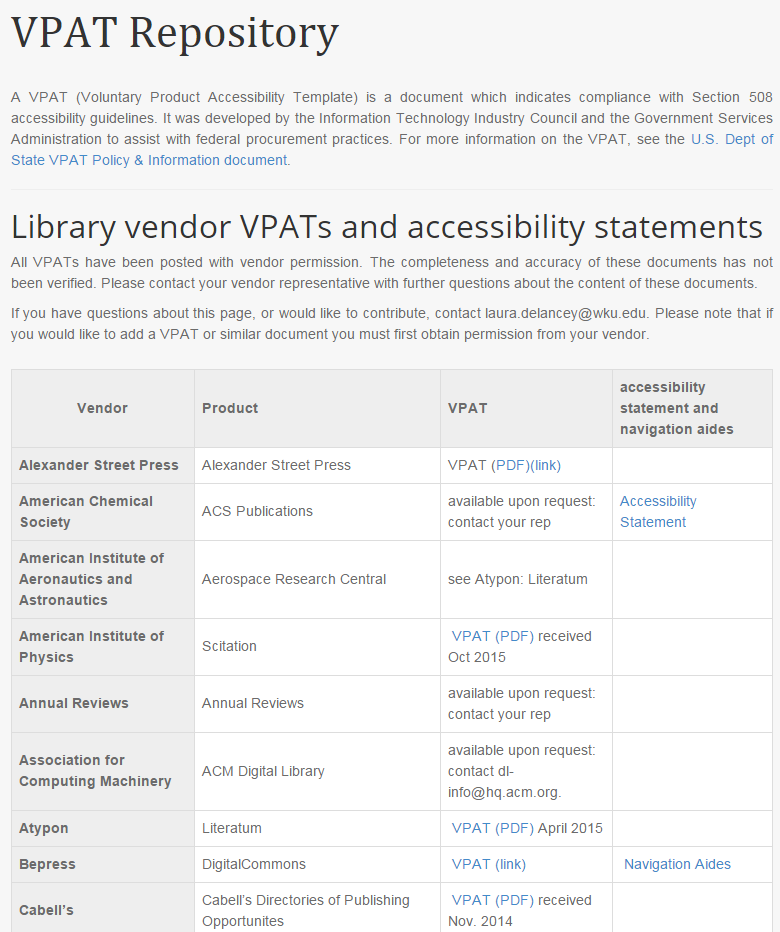 VPAT Repository
A VPAT (Voluntary Product Accessibility Template) is a document which indicates compliance with Section 508
accessibility guidelines. It was developed by the Information Technology Industry Council and the Government Services
Administration to assist with federal procurement practices. For more information on the VPAT, see the U.S. Dept of
State VPAT Policy & Information document.
Library vendor VPATs and accessibility statements
All VPATs have been posted with vendor permission. The completeness and accuracy of these documents has not
been verified. Please contact your vendor representative with further questions about the content of these documents.
If you have questions about this page, or would like to contribute, contact laura.delancey@wku.edu. Please note that if
you would like to add a VPAT or similar document you must first obtain permission from your vendor.
Vendor
Product
VPAT
accessibility
statement and
navigation aides
Alexander Street Press
Alexander Street Press
VPAT (PDF)(link)
American Chemical
Society
ACS Publications
available upon request:
contact your rep
Accessibility
Statement
American Institute of
Aeronautics and
Astronautics
Aerospace Research Central
see Atypon: Literatum
American Institute of
Physics
Scitation
VPAT (PDF) received
Oct 2015
Annual Reviews
Annual Reviews
available upon request:
contact your rep
Association for
Computing Machinery
ACM Digital Library
available upon request:
contact dl-
info@hq.acm.org.
Atypon
Literatum
VPAT (PDF) April 2015
Bepress
DigitalCommons
VPAT (link)
Navigation Aides
Cabell's
Cabell's Directories of Publishing
Opportunites
VPAT (PDF) received
Nov. 2014